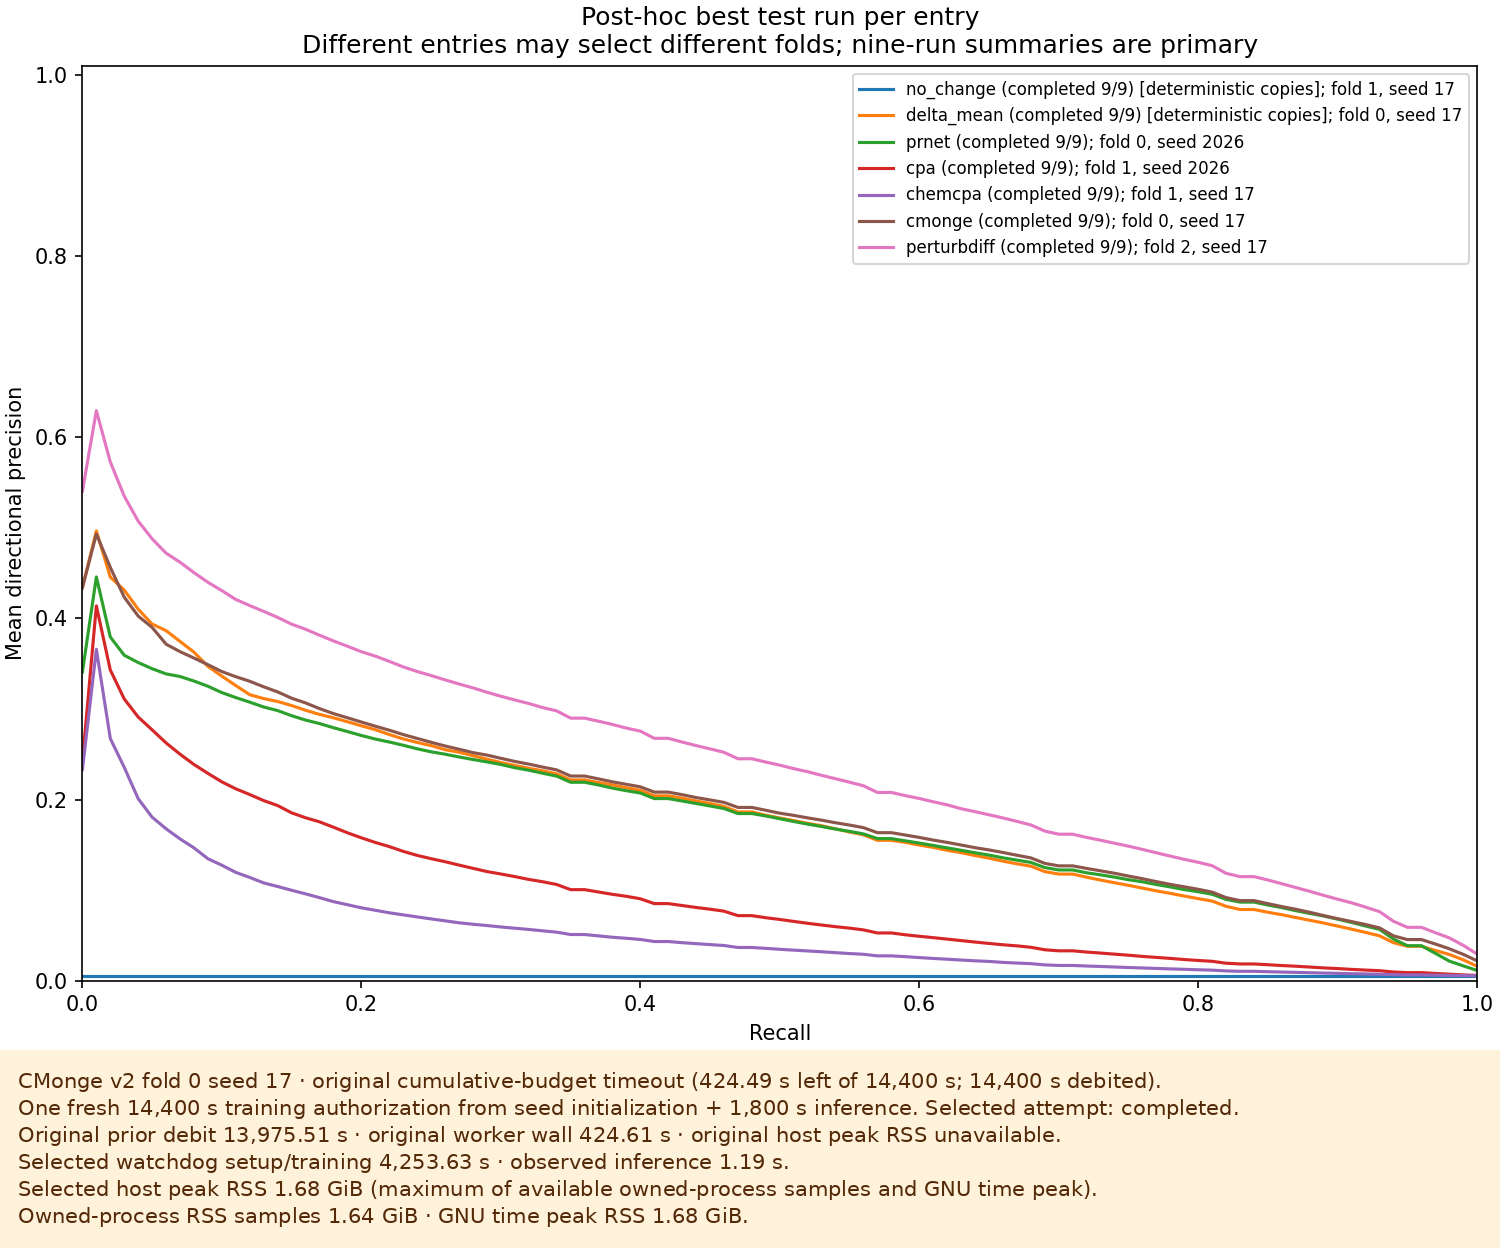 Post-hoc best test run per entry
Different entries may select different folds; nine-run summaries are primary
no_change (completed 9/9) [deterministic copies]; fold 1, seed 17
delta_mean (completed 9/9) [deterministic copies]; fold 0, seed 17
prnet (completed 9/9); fold 0, seed 2026
cpa (completed 9/9); fold 1, seed 2026
chemcpa (completed 9/9); fold 1, seed 17
cmonge (completed 9/9); fold 0, seed 17
perturbdiff (completed 9/9); fold 2, seed 17
Mean directional precision
1.0
0.8
0.6
0.4
0.2
0.0
0.0 0.2 0.4 0.6 0.8 1.0
Recall
CMonge v2 fold 0 seed 17 · original cumulative-budget timeout (424.49 s left of 14,400 s; 14,400 s debited).
One fresh 14,400 s training authorization from seed initialization + 1,800 s inference. Selected attempt: completed.
Original prior debit 13,975.51 s · original worker wall 424.61 s · original host peak RSS unavailable.
Selected watchdog setup/training 4,253.63 s · observed inference 1.19 s.
Selected host peak RSS 1.68 GiB (maximum of available owned-process samples and GNU time peak).
Owned-process RSS samples 1.64 GiB · GNU time peak RSS 1.68 GiB.